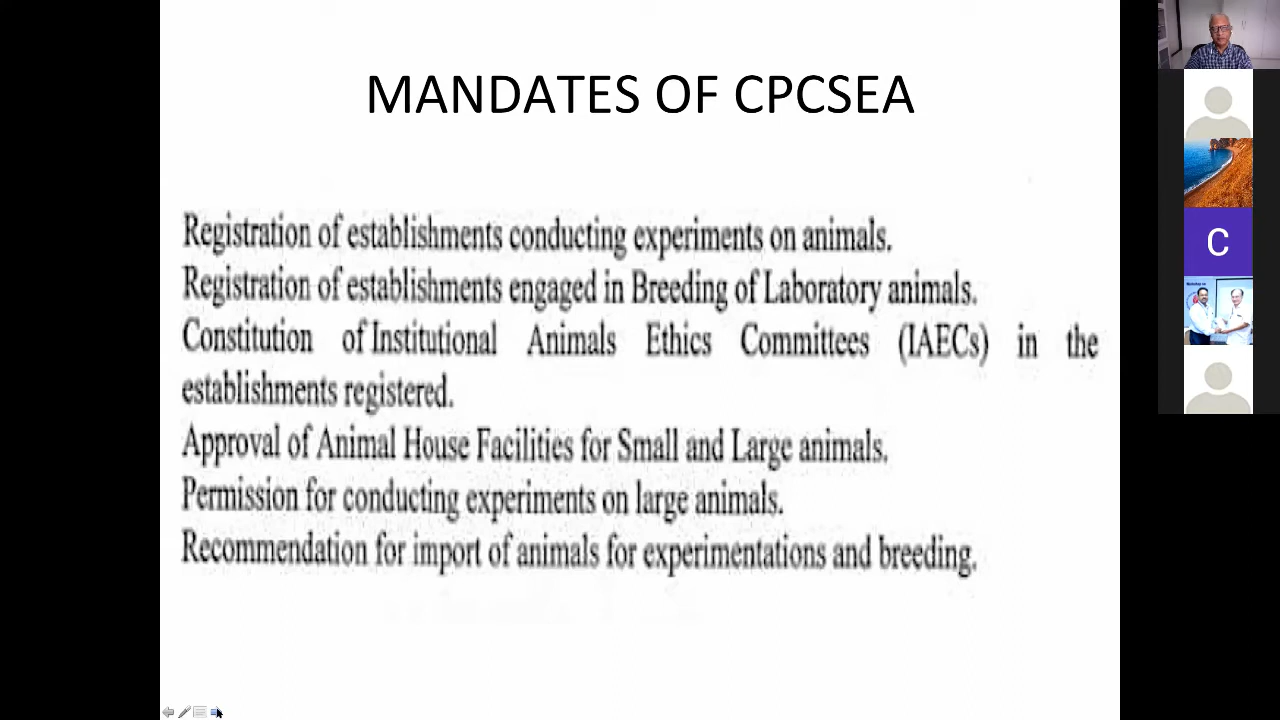 MANDATES OF CPCSEA
Registration of establishments conducting experiments on animals.
Registration of establishments engaged in Breeding of Laboratory animals.
Constitution of Institutional Animals Ethics Committees (IAECs) in the
establishments registered.
Approval of Animal House Facilities for Small and Large animals.
Permission for conducting experiments on large animals.
Recommendation for import of animals for experimentations and breeding.
C